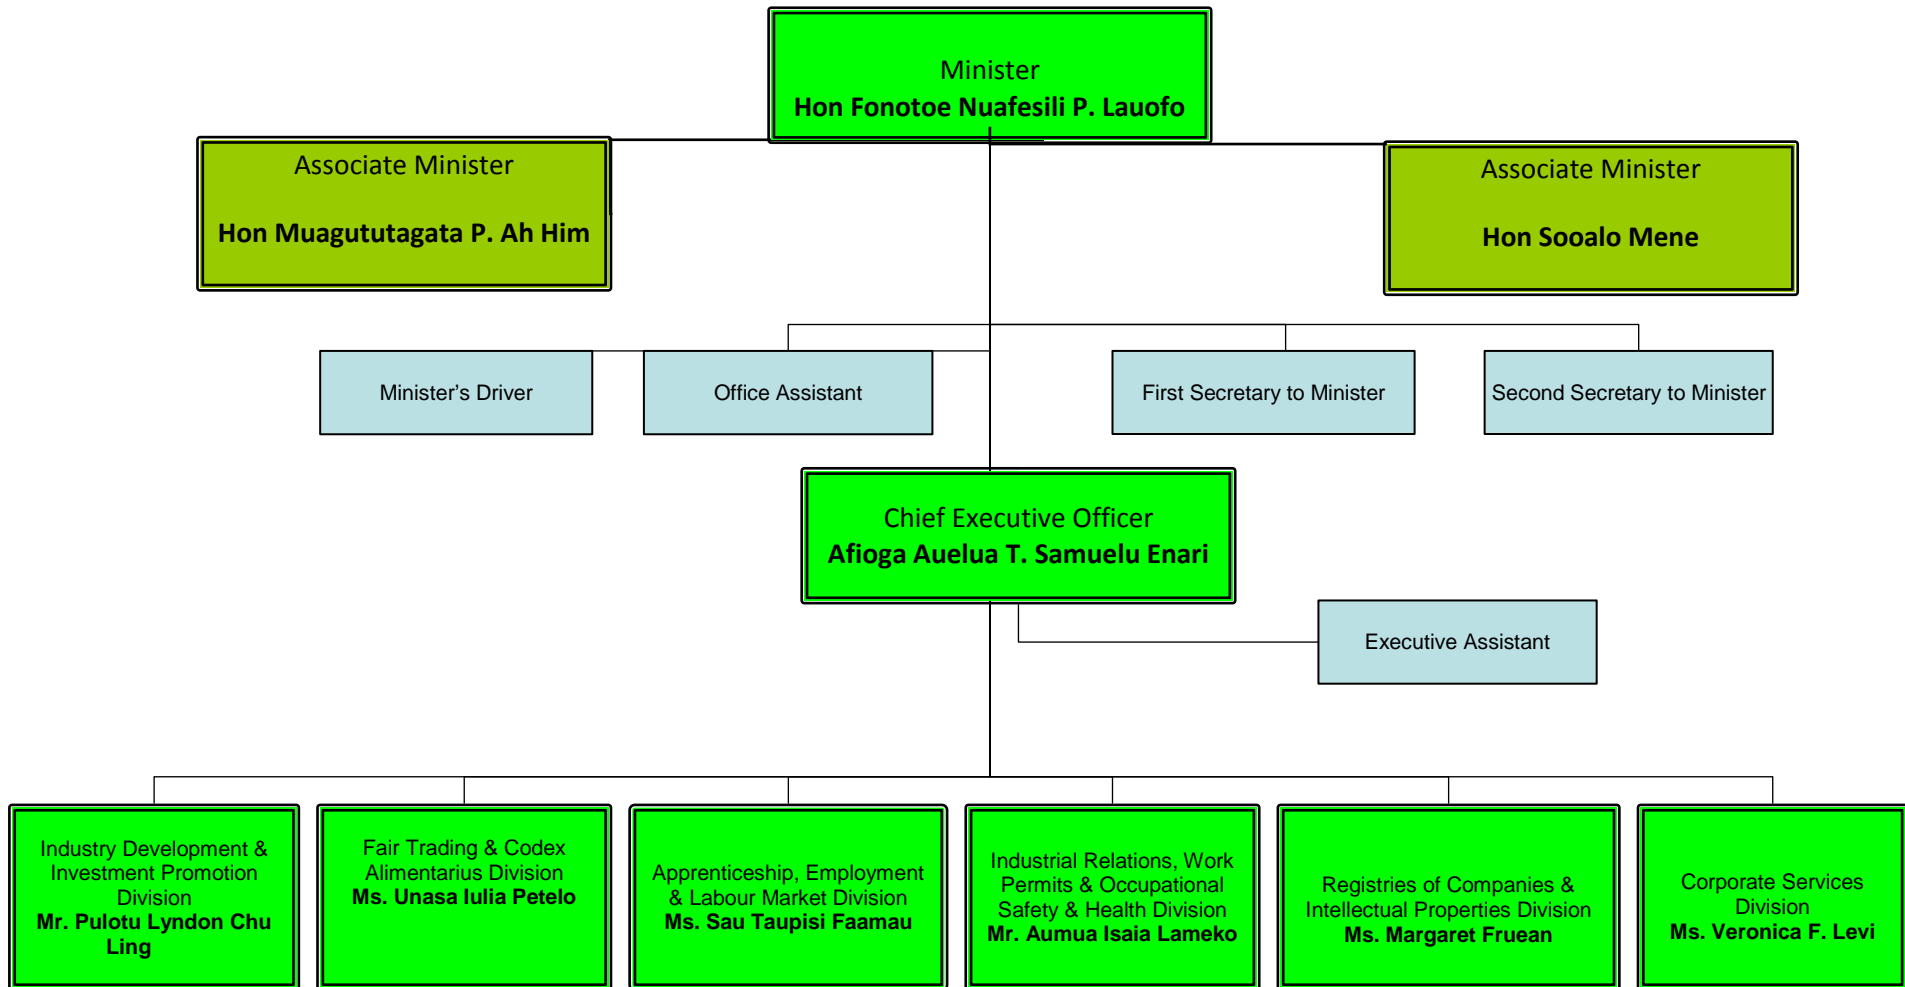 Minister
Hon Fonotoe Nuafesili P. Lauofo
Associate Minister
Hon Muagututagata P. Ah Him
Associate Minister
Hon Sooalo Mene
Minister’s Driver
Office Assistant
First Secretary to Minister
Second Secretary to Minister
Chief Executive Officer
Afioga Auelua T. Samuelu Enari
Executive Assistant
Industry Development &
Investment Promotion
Division
Mr. Pulotu Lyndon Chu
Ling
Fair Trading & Codex
Alimentarius Division
Ms. Unasa Iulia Petelo
Apprenticeship, Employment
& Labour Market Division
Ms. Sau Taupisi Faamau
Industrial Relations, Work
Permits & Occupational
Safety & Health Division
Mr. Aumua Isaia Lameko
Registries of Companies &
Intellectual Properties Division
Ms. Margaret Fruean
Corporate Services
Division
Ms. Veronica F. Levi